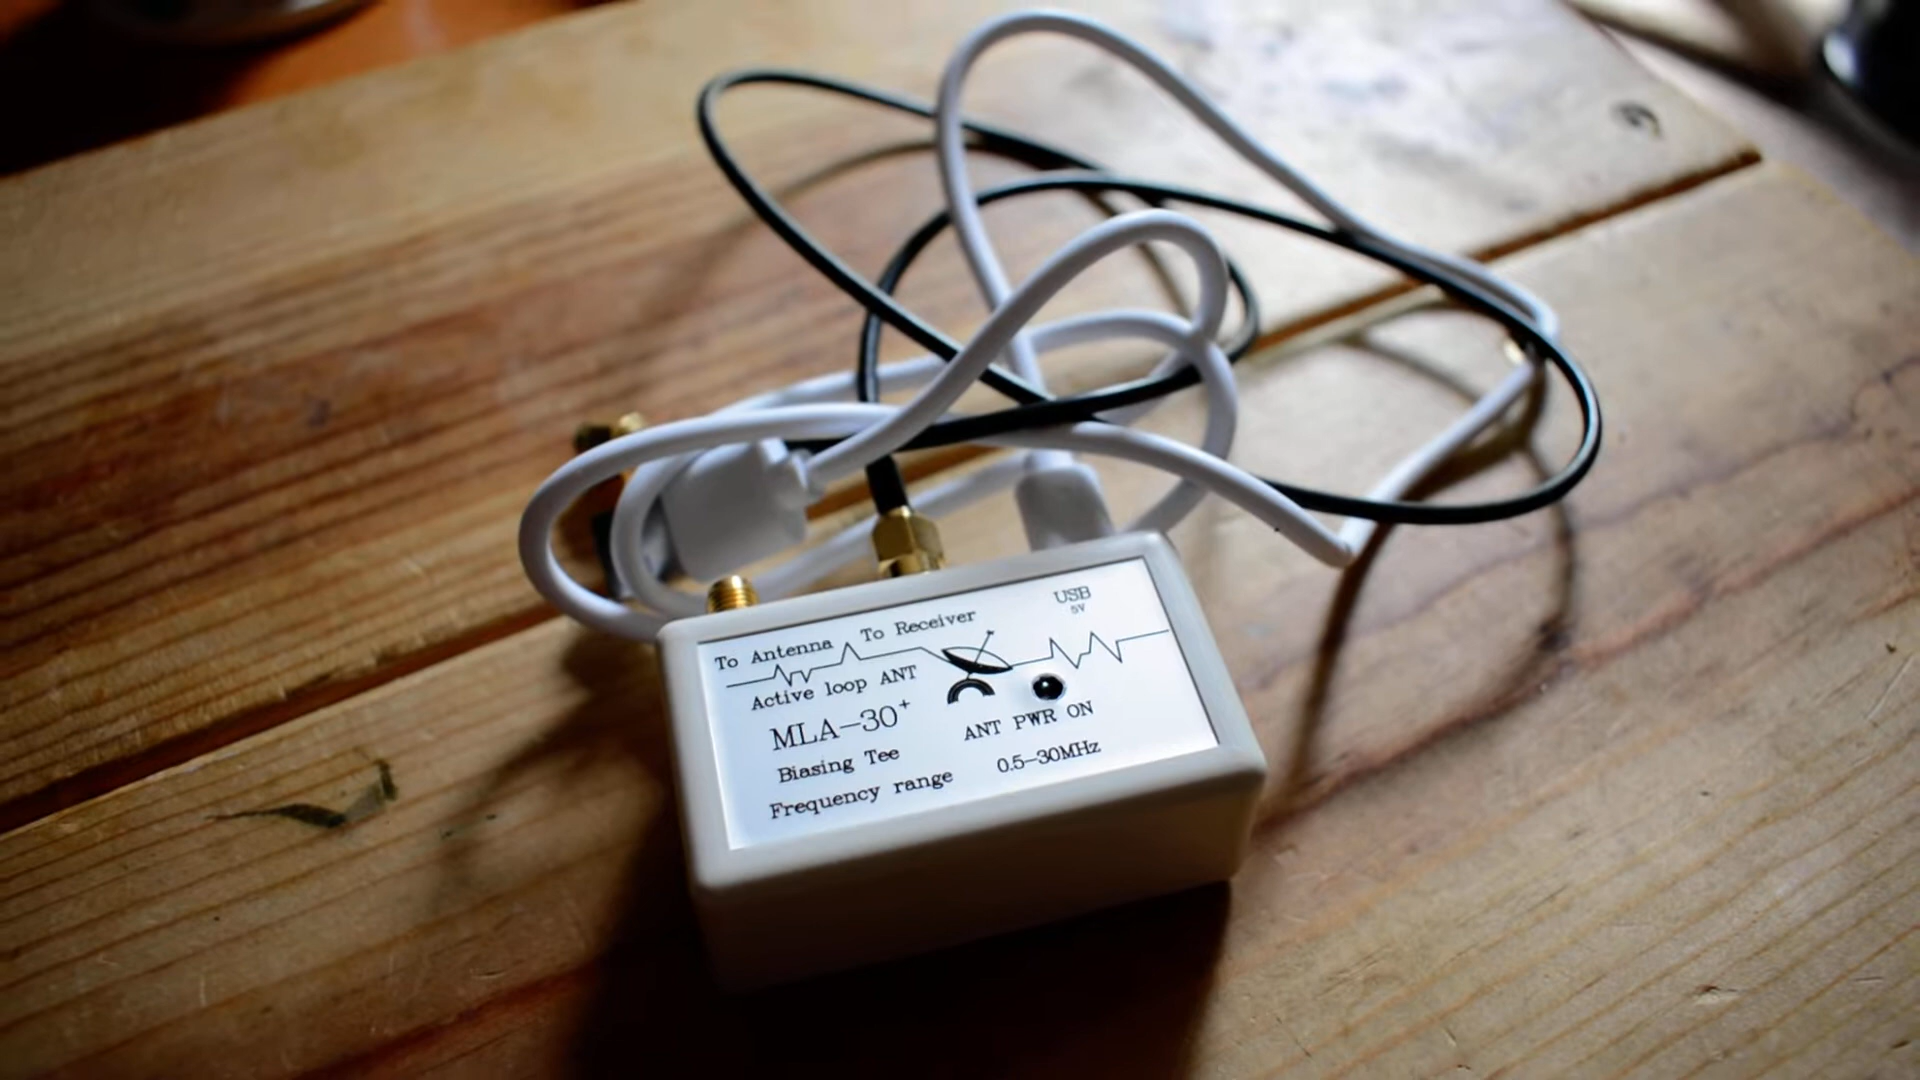 To Antenna To Receiver
USB
5V
Active loop ANT
MLA-30+
ANT PWR ON
Biasing Tee
Frequency range 0.5-30MHz